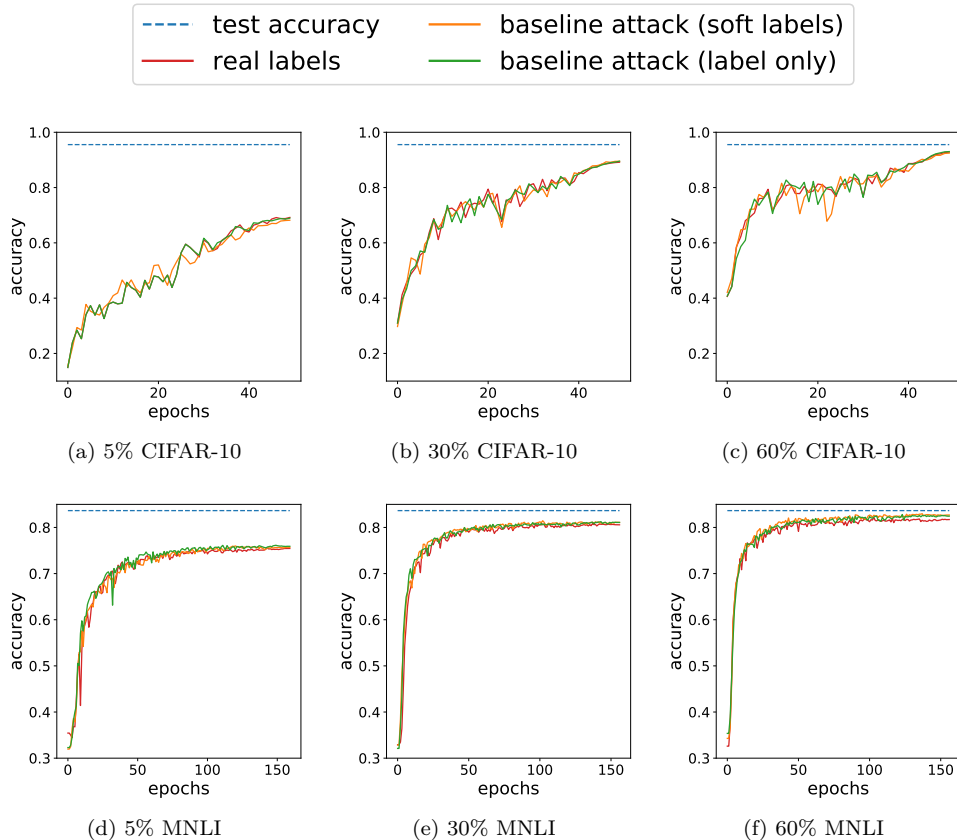 test accuracy
baseline attack (soft labels)
real labels
baseline attack (label only)
1.0
0.8
0.6
0.4
0.2
accuracy
0 20 40
epochs
(a) 5% CIFAR-10
1.0
0.8
0.6
0.4
0.2
accuracy
0 20 40
epochs
(b) 30% CIFAR-10
1.0
0.8
0.6
0.4
0.2
accuracy
0 20 40
epochs
(c) 60% CIFAR-10
0.8
0.7
0.6
0.5
0.4
0.3
accuracy
0 50 100 150
epochs
(d) 5% MNLI
0.8
0.7
0.6
0.5
0.4
0.3
accuracy
0 50 100 150
epochs
(e) 30% MNLI
0.8
0.7
0.6
0.5
0.4
0.3
accuracy
0 50 100 150
epochs
(f) 60% MNLI